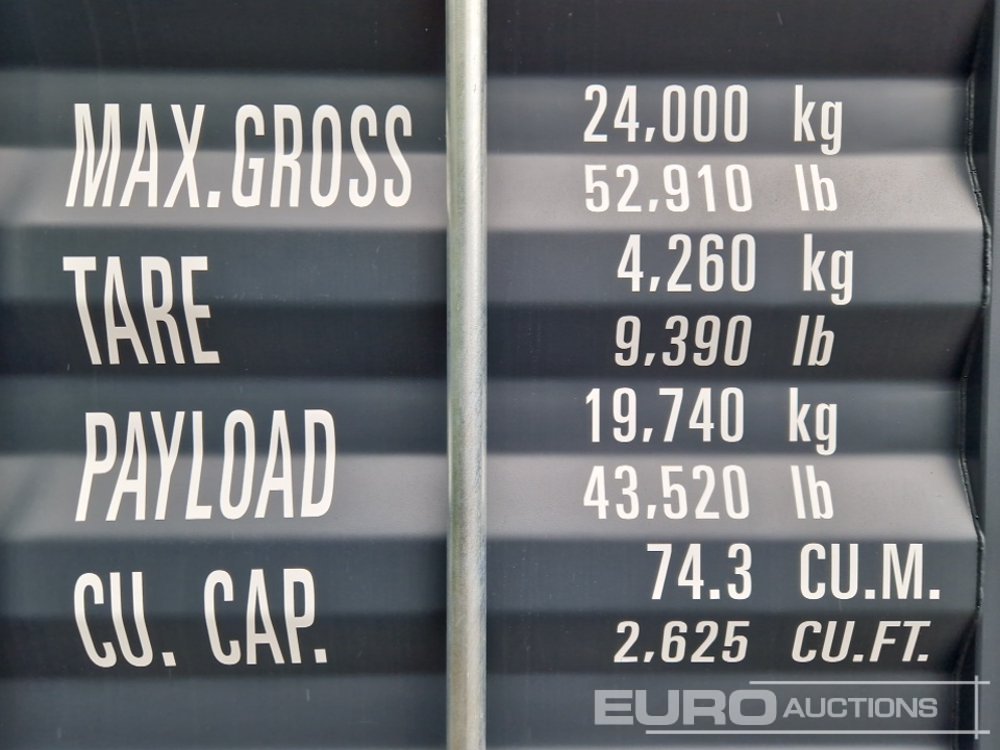 MAX.GROSS 24,000 kg
52,910 lb
TARE 4,260 kg
9,390 lb
PAYLOAD 19,740 kg
43,520 lb
CU. CAP. 74.3 CU.M.
2,625 CU.FT.
EURO AUCTIONS